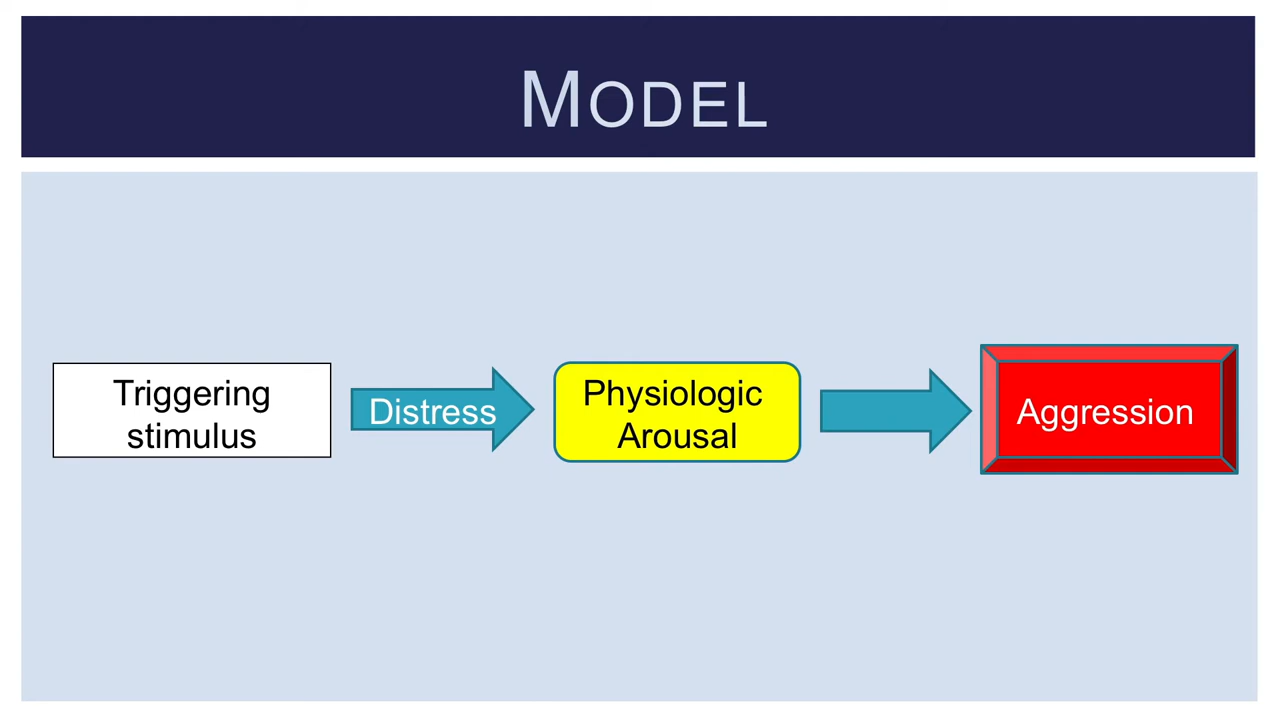 MODEL
Triggering
stimulus
Distress
Physiologic
Arousal
Aggression